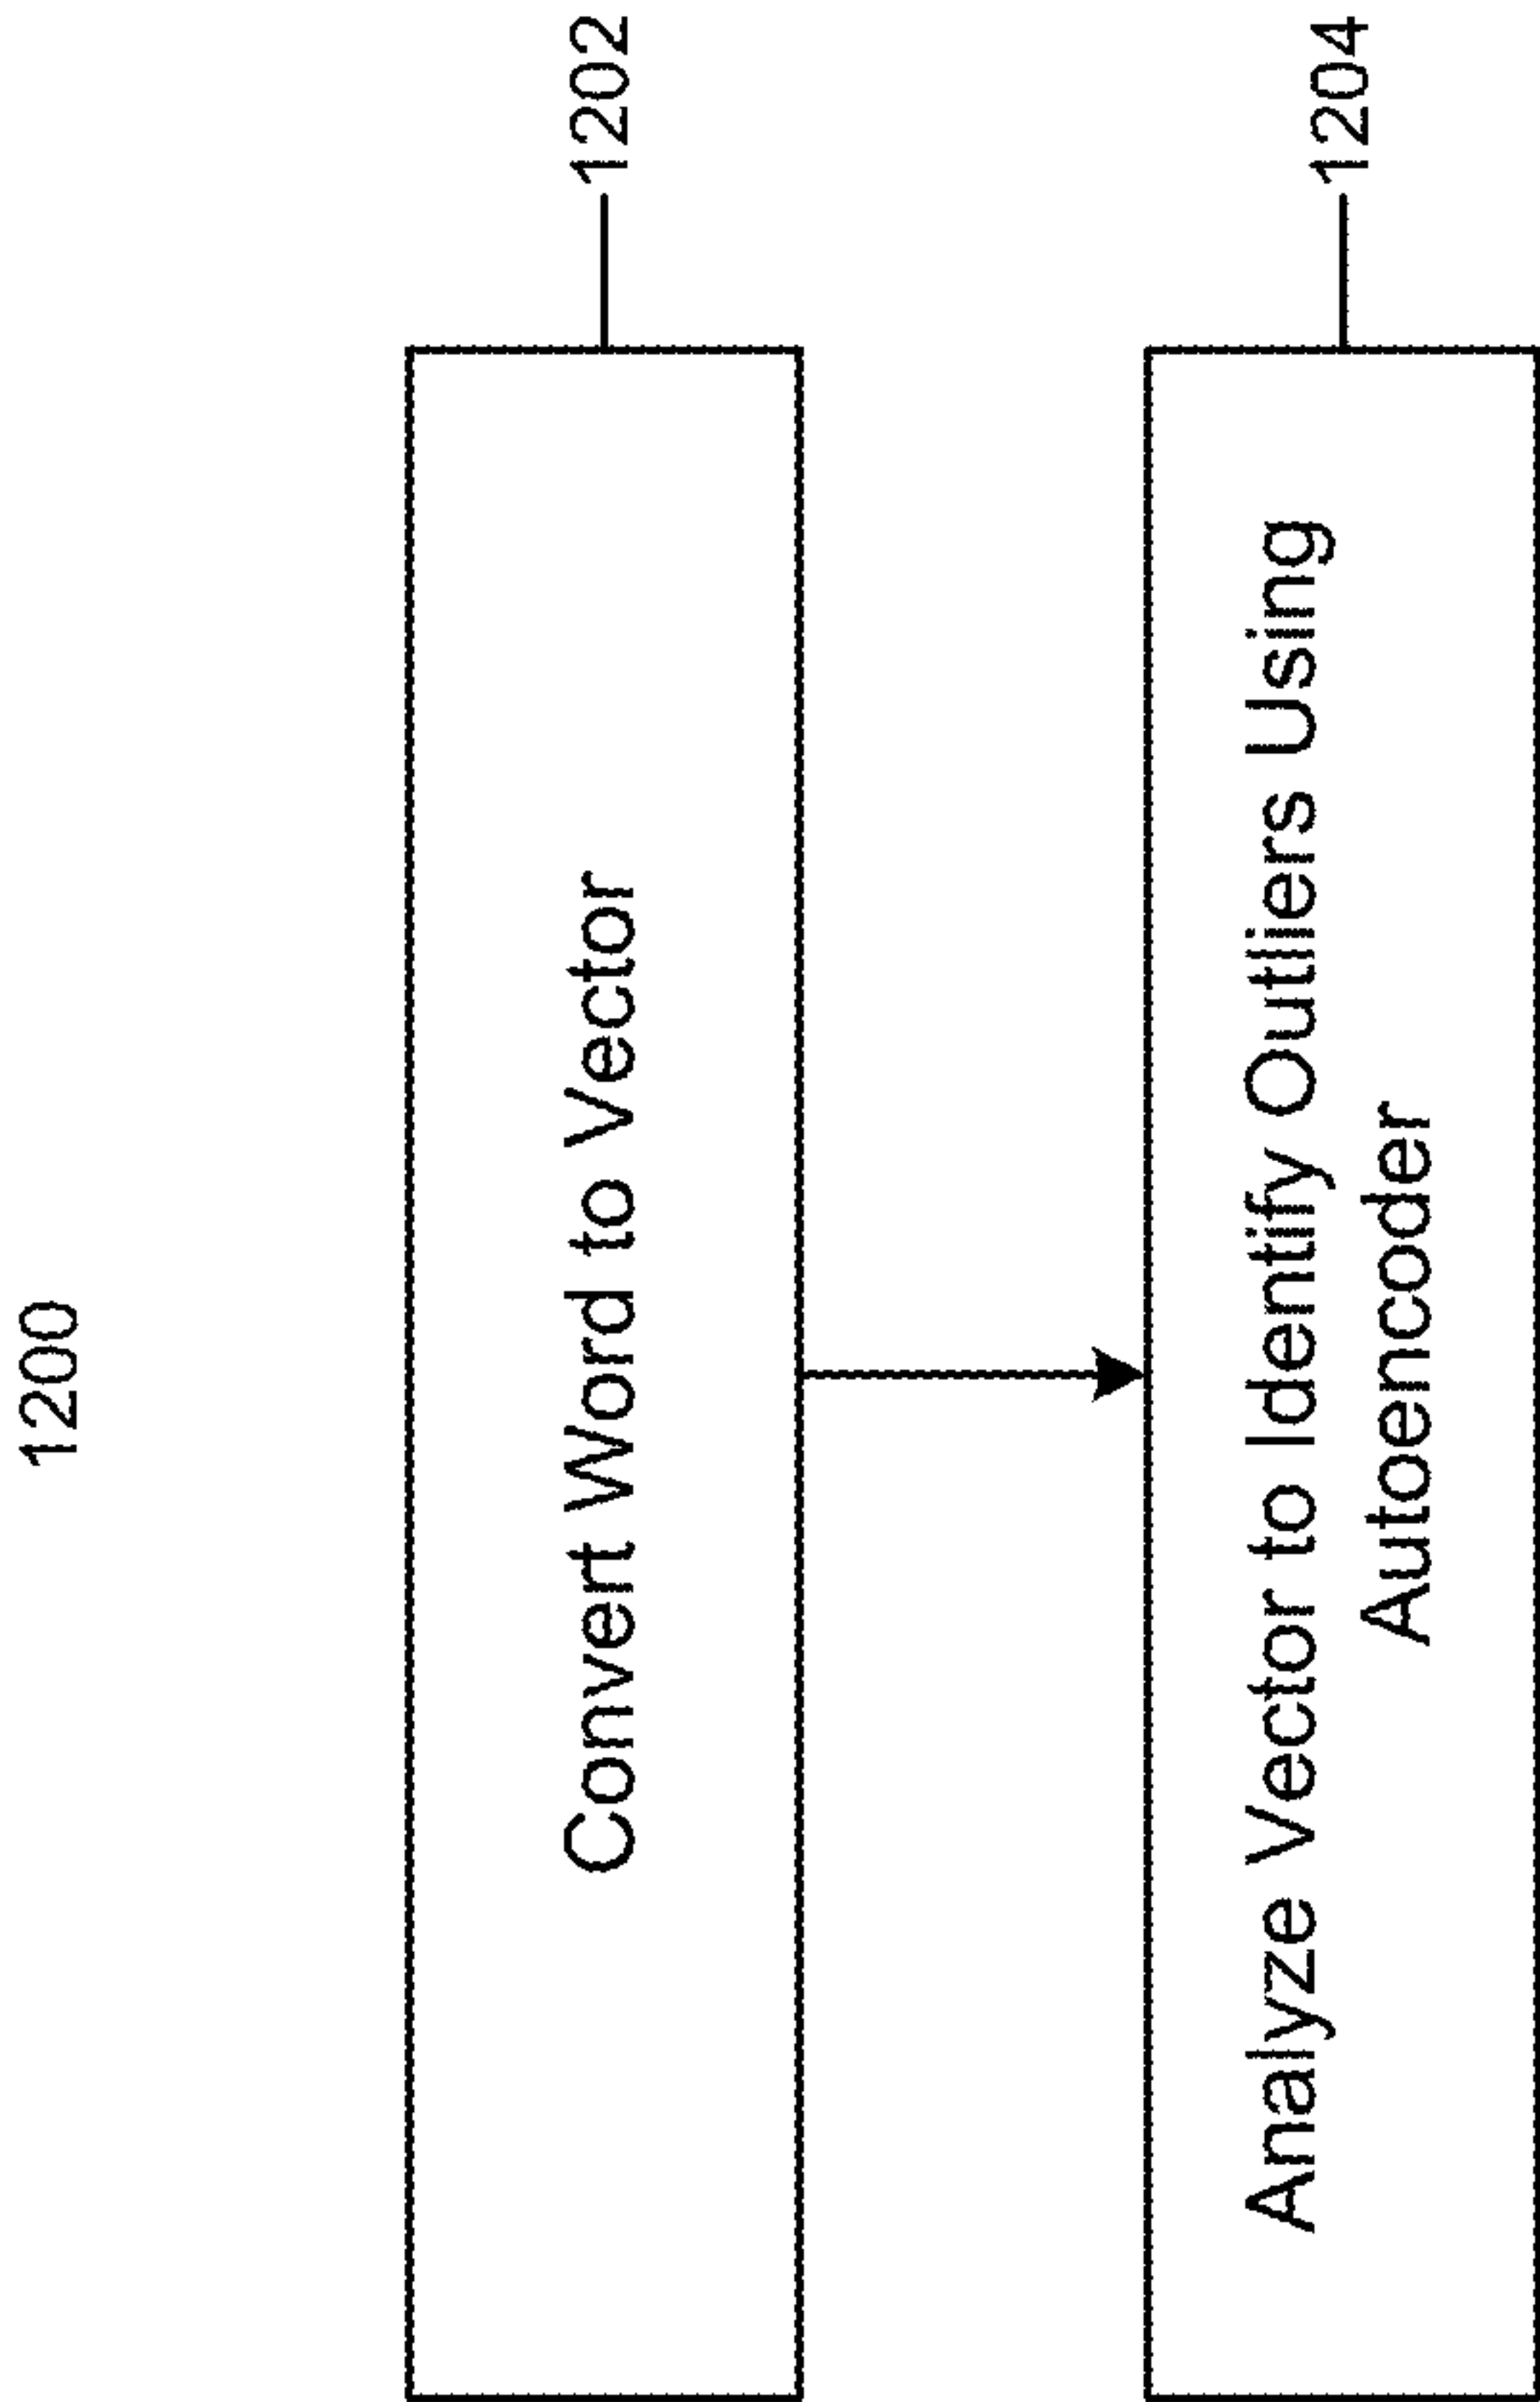 1200
Convert Word to Vector
1202
Analyze Vector to Identify Outliers Using
Autoencoder
1204